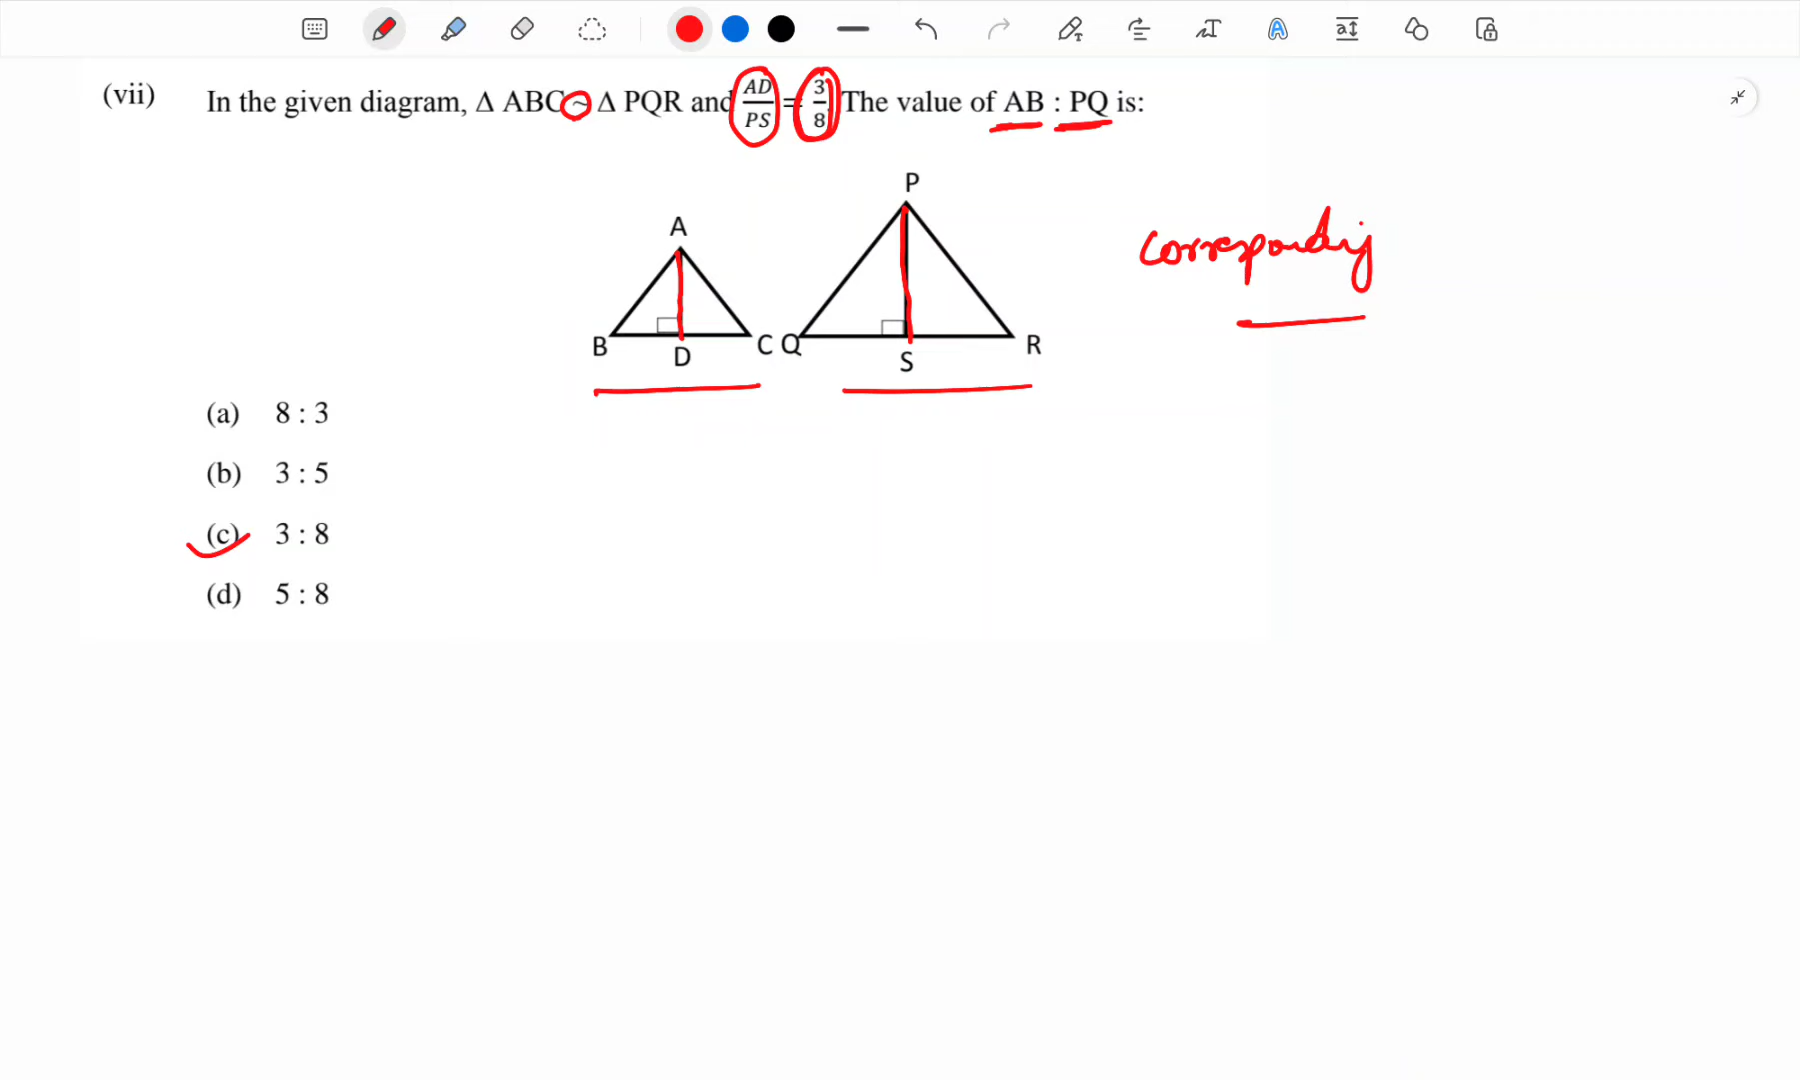 (vii) In the given diagram, Δ ABC ~ Δ PQR and AD/PS = 3/8. The value of AB : PQ is:
P
A
corresponding
B D C Q S R
(a) 8 : 3
(b) 3 : 5
(c) 3 : 8
(d) 5 : 8